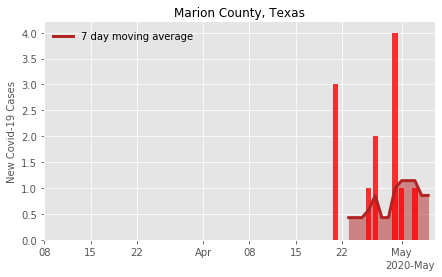 Marion County, Texas
7 day moving average
New Covid-19 Cases
4.0
3.5
3.0
2.5
2.0
1.5
1.0
0.5
0.0
08 15 22 Apr 08 15 22 May
2020-May